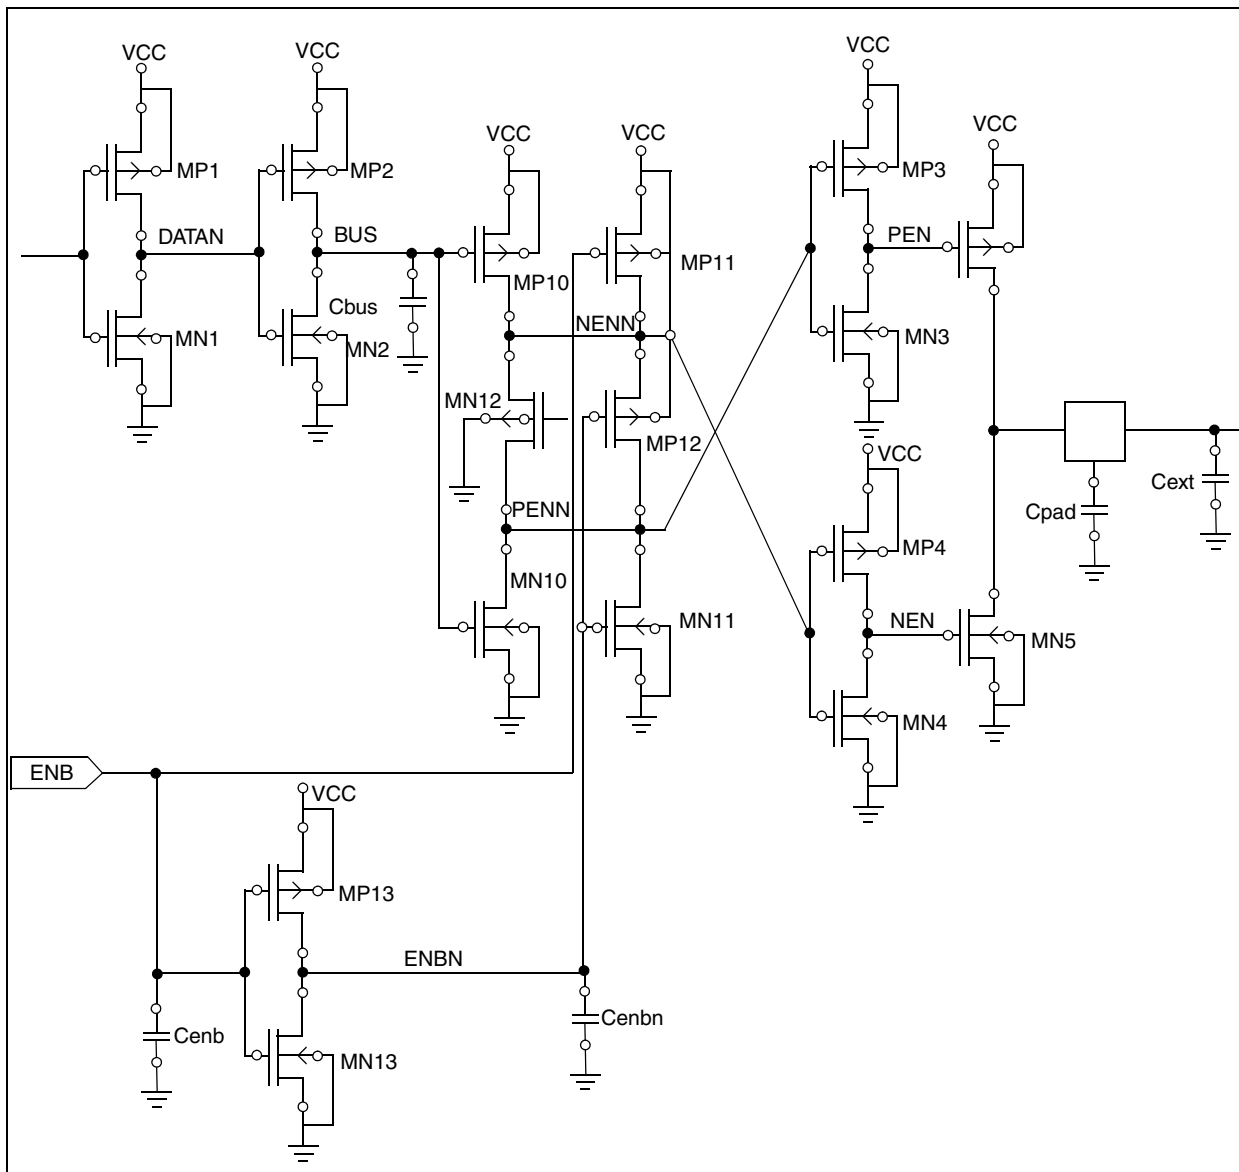 VCC
VCC
VCC
VCC
VCC
VCC
MP1
MP2
MP3
DATAN
BUS
PEN
MP11
MP10
Cbus
NENN
MN1
MN2
MN3
MN12
MP12
VCC
Cext
PENN
Cpad
MP4
MN10
MN11
NEN
MN5
MN4
ENB
VCC
MP13
ENBN
Cenb
Cenbn
MN13